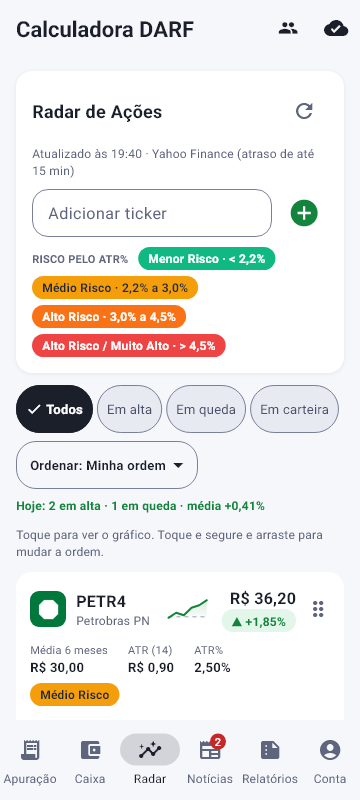 Calculadora DARF
Radar de Ações
Atualizado às 19:40 · Yahoo Finance (atraso de até
15 min)
Adicionar ticker
RISCO PELO ATR% Menor Risco · < 2,2%
Médio Risco · 2,2% a 3,0%
Alto Risco · 3,0% a 4,5%
Alto Risco / Muito Alto · > 4,5%
Todos Em alta Em queda Em carteira
Ordenar: Minha ordem
Hoje: 2 em alta · 1 em queda · média +0,41%
Toque para ver o gráfico. Toque e segure e arraste para
mudar a ordem.
PETR4 R$ 36,20
Petrobras PN ▲ +1,85%
Média 6 meses ATR (14) ATR%
R$ 30,00 R$ 0,90 2,50%
Médio Risco
2
Apuração Caixa Radar Notícias Relatórios Conta